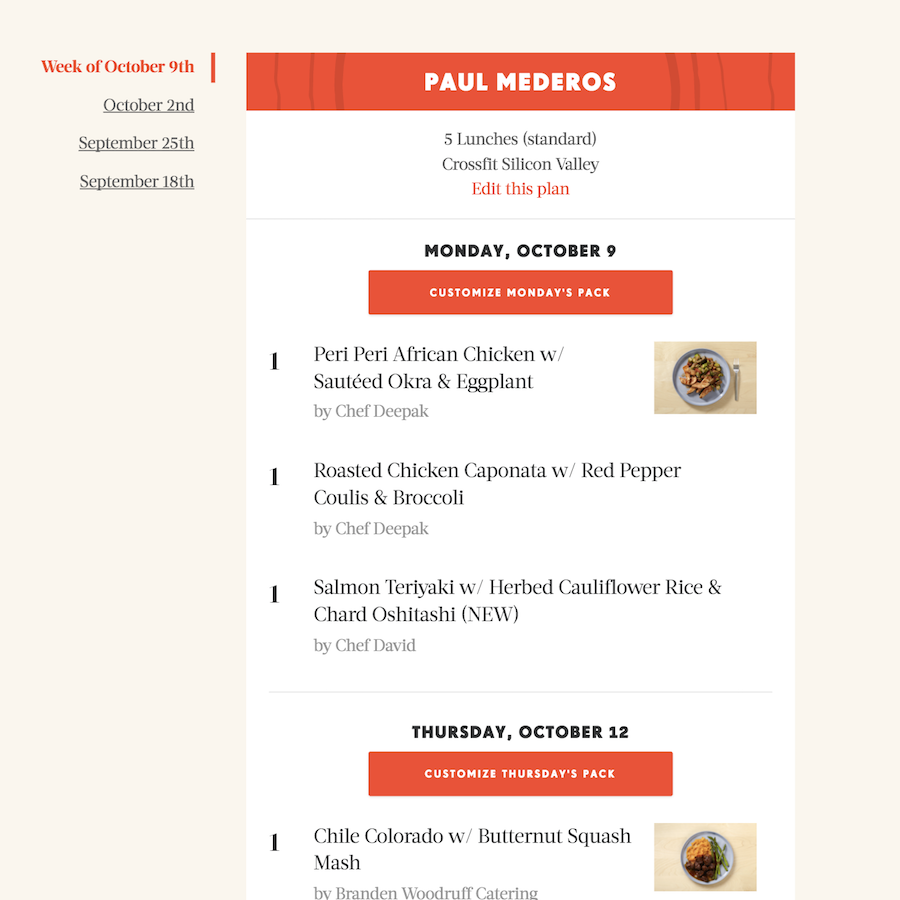 Week of October 9th
October 2nd
September 25th
September 18th
PAUL MEDEROS
5 Lunches (standard)
Crossfit Silicon Valley
Edit this plan
MONDAY, OCTOBER 9
CUSTOMIZE MONDAY'S PACK
1
Peri Peri African Chicken w/
Sautéed Okra & Eggplant
by Chef Deepak
1
Roasted Chicken Caponata w/ Red Pepper
Coulis & Broccoli
by Chef Deepak
1
Salmon Teriyaki w/ Herbed Cauliflower Rice &
Chard Oshitashi (NEW)
by Chef David
THURSDAY, OCTOBER 12
CUSTOMIZE THURSDAY'S PACK
1
Chile Colorado w/ Butternut Squash
Mash
by Branden Woodruff Catering